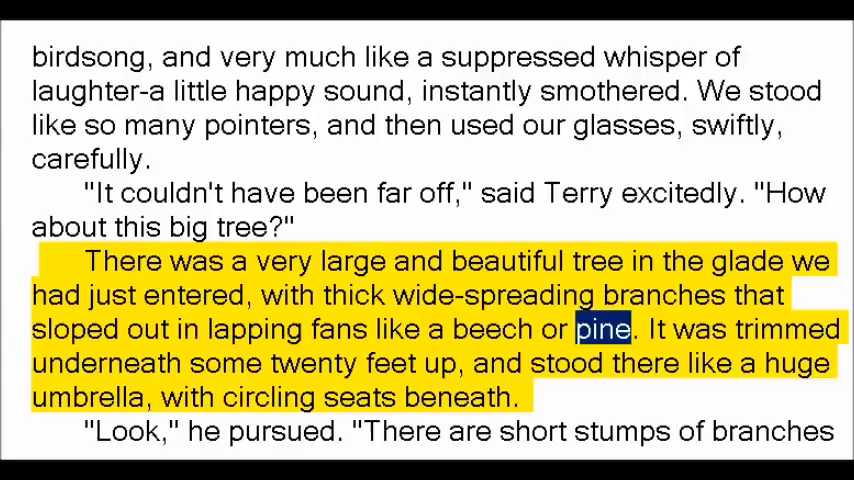 birdsong, and very much like a suppressed whisper of
laughter-a little happy sound, instantly smothered. We stood
like so many pointers, and then used our glasses, swiftly,
carefully.
"It couldn't have been far off," said Terry excitedly. "How
about this big tree?"
There was a very large and beautiful tree in the glade we
had just entered, with thick wide-spreading branches that
sloped out in lapping fans like a beech or pine. It was trimmed
underneath some twenty feet up, and stood there like a huge
umbrella, with circling seats beneath.
"Look," he pursued. "There are short stumps of branches